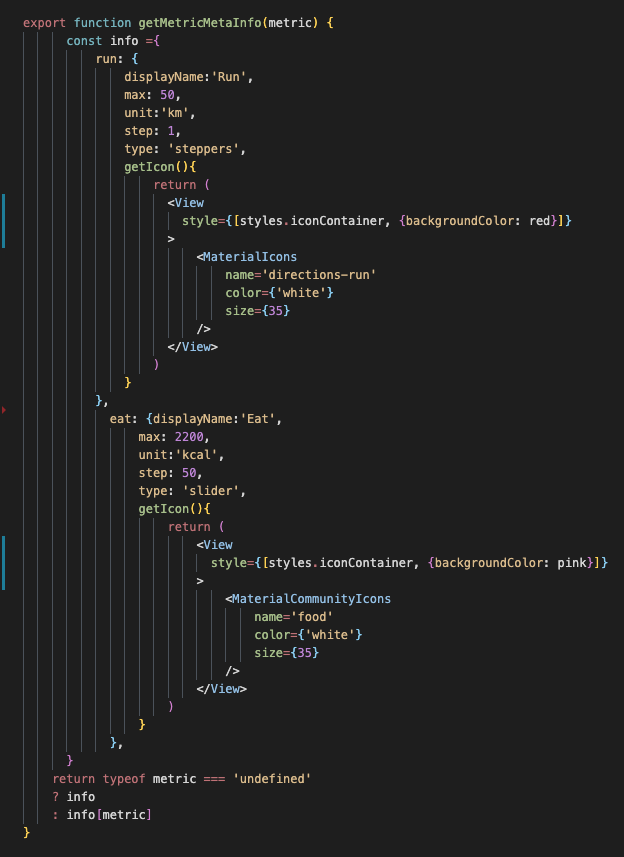 export function getMetricMetaInfo(metric) {
const info ={
run: {
displayName:'Run',
max: 50,
unit:'km',
step: 1,
type: 'steppers',
getIcon(){
return (
<View
style={[styles.iconContainer, {backgroundColor: red}]}
>
<MaterialIcons
name='directions-run'
color={'white'}
size={35}
/>
</View>
)
}
},
eat: {displayName:'Eat',
max: 2200,
unit:'kcal',
step: 50,
type: 'slider',
getIcon(){
return (
<View
style={[styles.iconContainer, {backgroundColor: pink}]}
>
<MaterialCommunityIcons
name='food'
color={'white'}
size={35}
/>
</View>
)
}
},
}
return typeof metric === 'undefined'
? info
: info[metric]
}